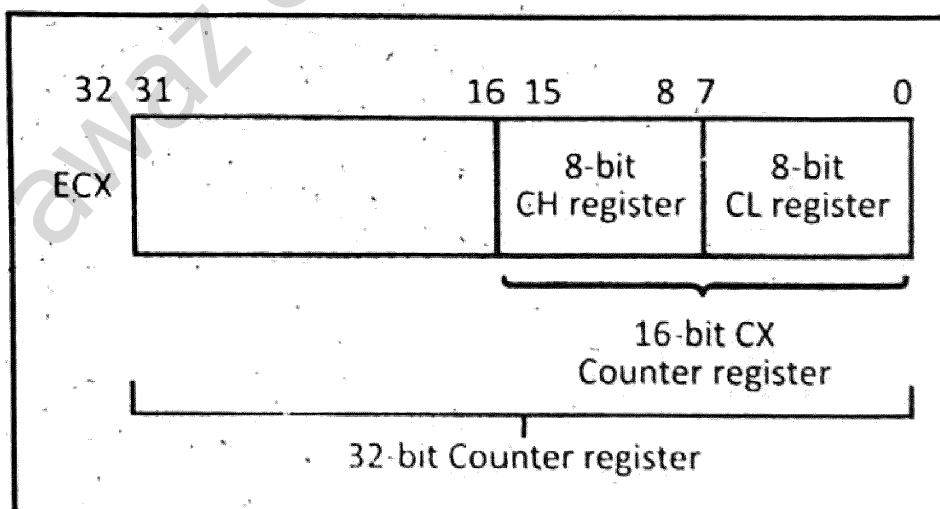 awaz
32 31 16 15 8 7 0
ECX
8-bit
CH register
8-bit
CL register
16-bit CX
Counter register
32-bit Counter register